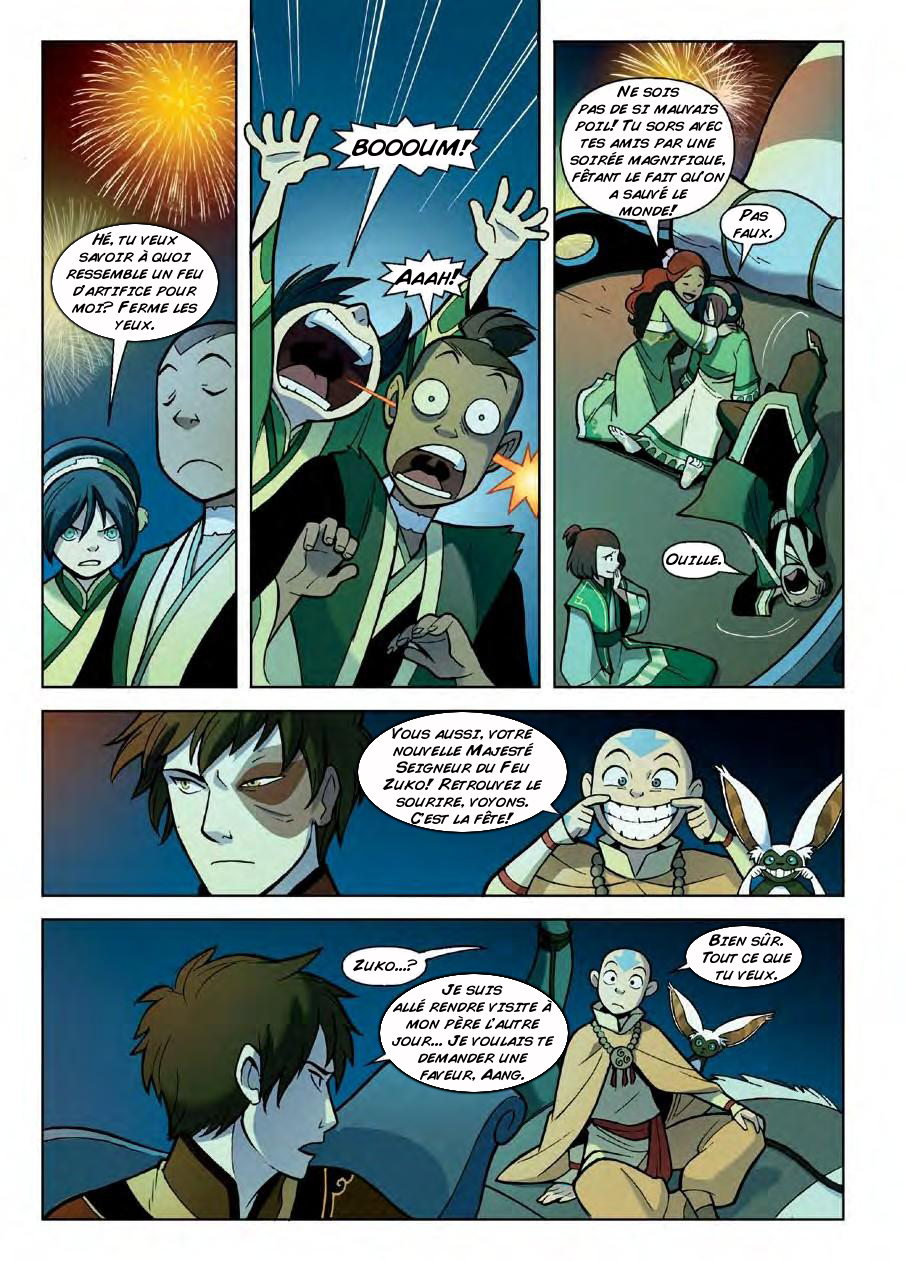 HÉ, TU VEUX
SAVOIR À QUOI
RESSEMBLE UN FEU
D'ARTIFICE POUR
MOI? FERME LES
YEUX.
BOOOUM!
AAAH!
NE SOIS
PAS DE SI MAUVAIS
POIL! TU SORS AVEC
TES AMIS PAR UNE
SOIRÉE MAGNIFIQUE,
FÊTANT LE FAIT QU'ON
A SAUVÉ LE
MONDE!
PAS
FAUX.
OUILLE.
VOUS AUSSI, VOTRE
NOUVELLE MAJESTÉ
SEIGNEUR DU FEU
ZUKO! RETROUVEZ LE
SOURIRE, VOYONS.
C'EST LA FÊTE!
ZUKO...?
JE SUIS
ALLÉ RENDRE VISITE À
MON PÈRE L'AUTRE
JOUR... JE VOULAIS TE
DEMANDER UNE
FAVEUR, AANG.
BIEN SÛR.
TOUT CE QUE
TU VEUX.